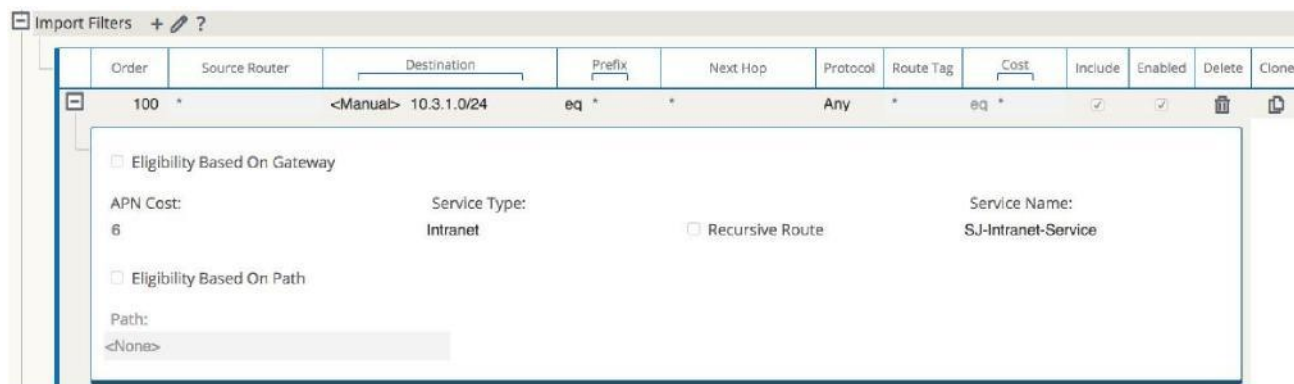 Import Filters + ?
Order Source Router Destination Prefix Next Hop Protocol Route Tag Cost Include Enabled Delete Clone
100 * <Manual> 10.3.1.0/24 eq * * Any * eq *
Eligibility Based On Gateway
APN Cost: Service Type: Service Name:
6 Intranet Recursive Route SJ-Intranet-Service
Eligibility Based On Path
Path:
<None>